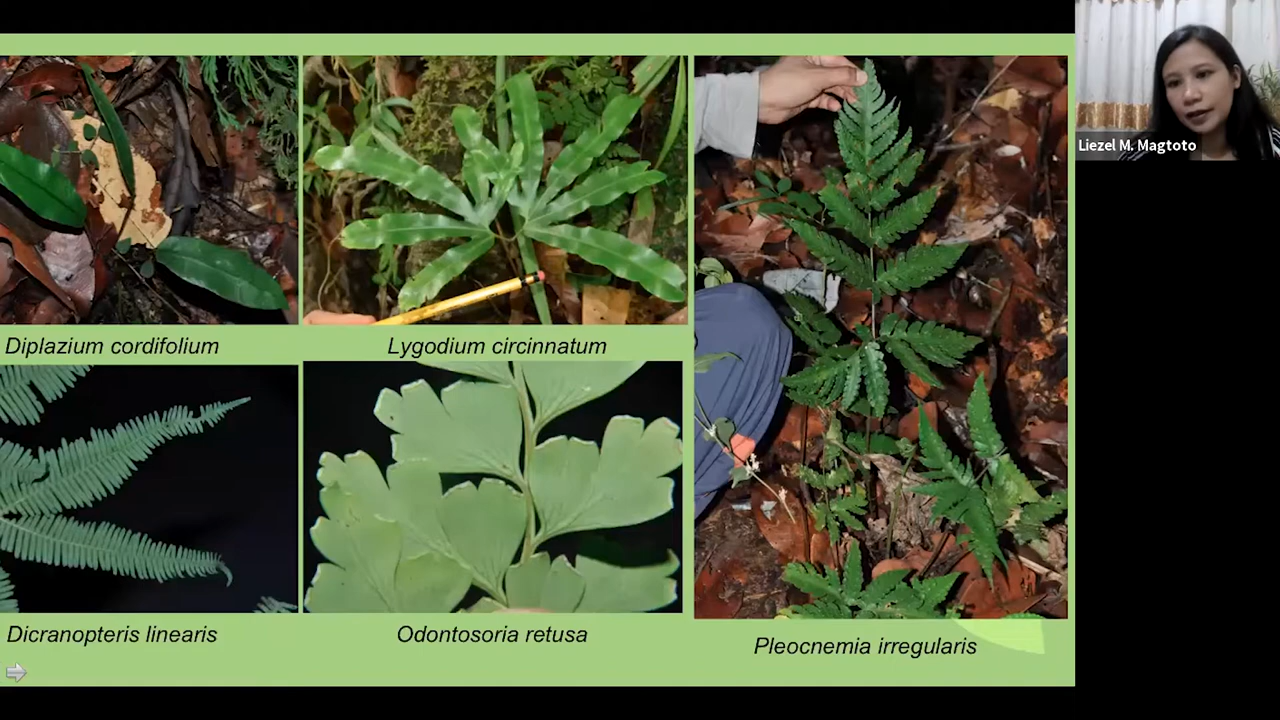 Liezel M. Magtoto
Diplazium cordifolium
Lygodium circinnatum
Dicranopteris linearis
Odontosoria retusa
Pleocnemia irregularis